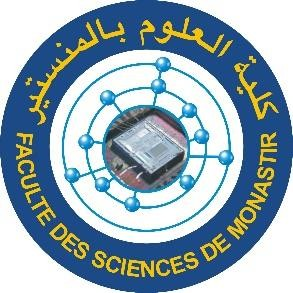 كلية العلوم بالمنستير
FACULTE DES SCIENCES DE MONASTIR